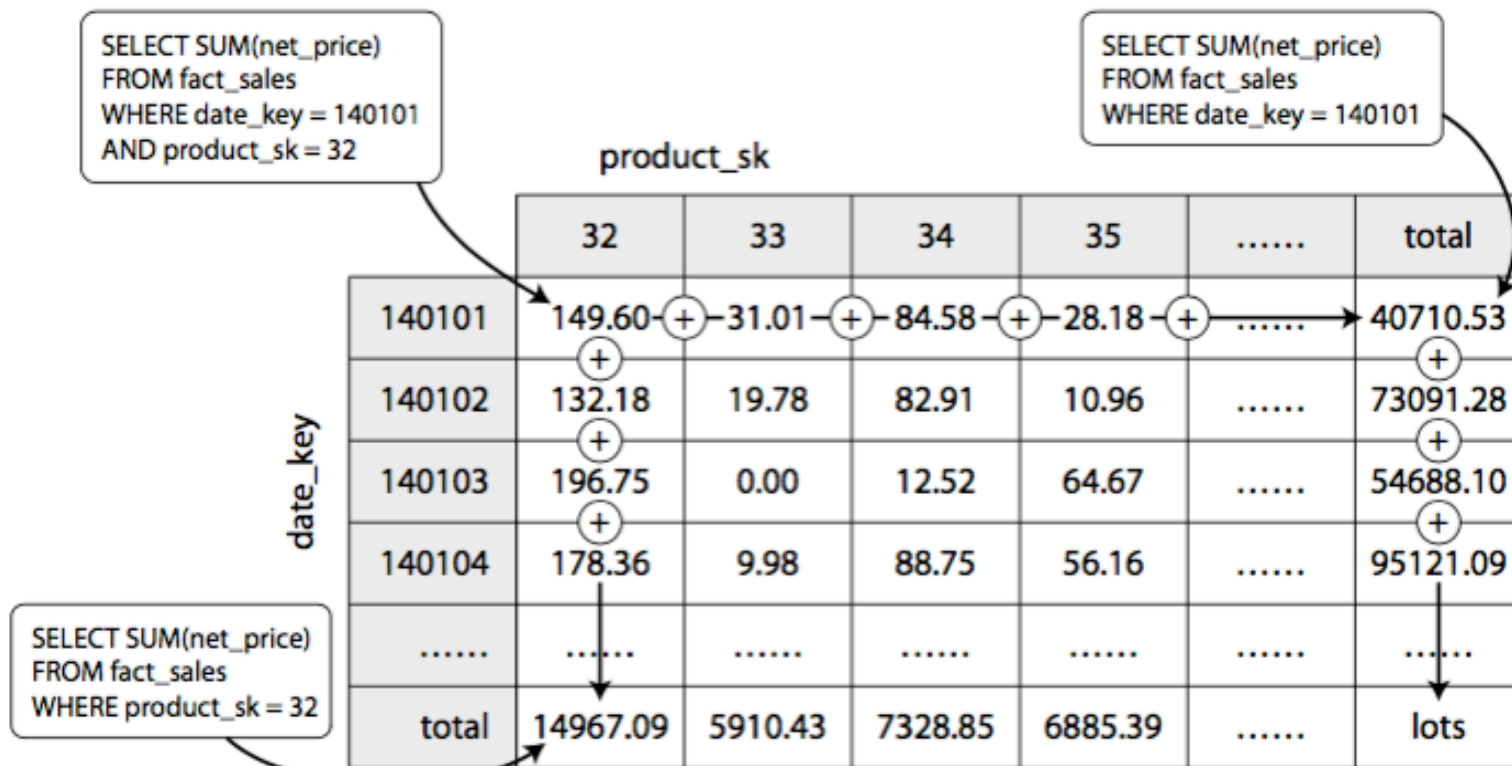 SELECT SUM(net_price)
FROM fact_sales
WHERE date_key = 140101
AND product_sk = 32
SELECT SUM(net_price)
FROM fact_sales
WHERE date_key = 140101
product_sk
32 33 34 35 ...... total
date_key
140101 149.60 + 31.01 + 84.58 + 28.18 + ...... 40710.53
+ +
140102 132.18 19.78 82.91 10.96 ...... 73091.28
+ +
140103 196.75 0.00 12.52 64.67 ...... 54688.10
+ +
140104 178.36 9.98 88.75 56.16 ...... 95121.09
...... ...... ...... ...... ...... ...... ......
total 14967.09 5910.43 7328.85 6885.39 ...... lots
SELECT SUM(net_price)
FROM fact_sales
WHERE product_sk = 32